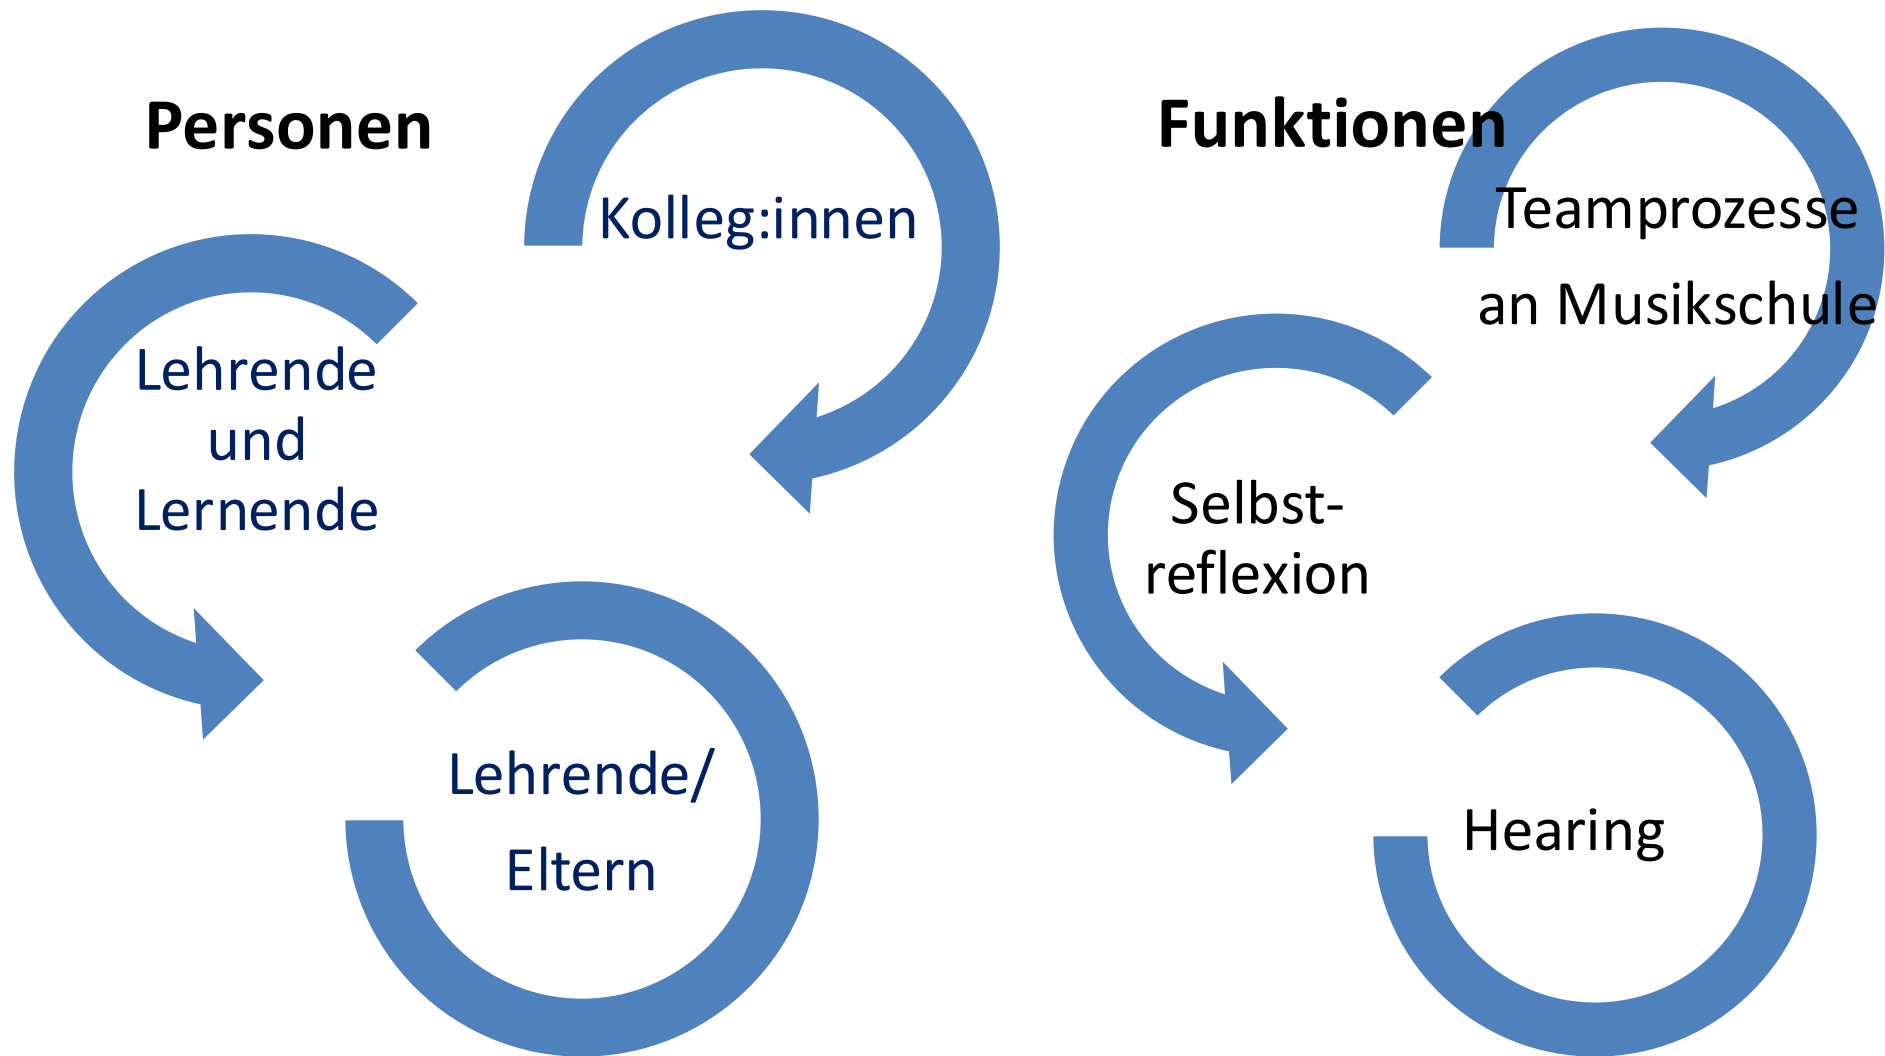 Personen
Kolleg:innen
Lehrende
und
Lernende
Lehrende/
Eltern
Funktionen
Teamprozesse
an Musikschule
Selbst-
reflexion
Hearing